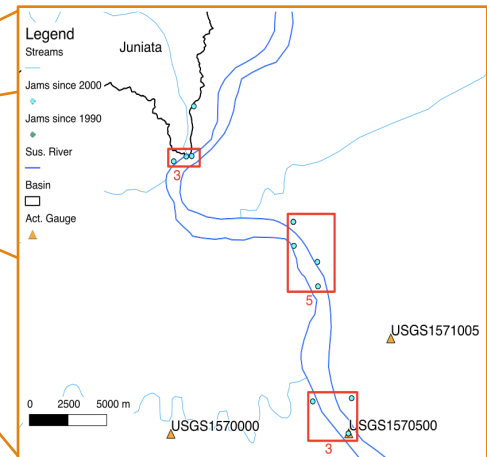 Legend
Streams
Juniata
Jams since 2000
Jams since 1990
Sus. River
3
Basin
Act. Gauge
5
USGS1571005
0 2500 5000 m
USGS1570000
USGS1570500
3